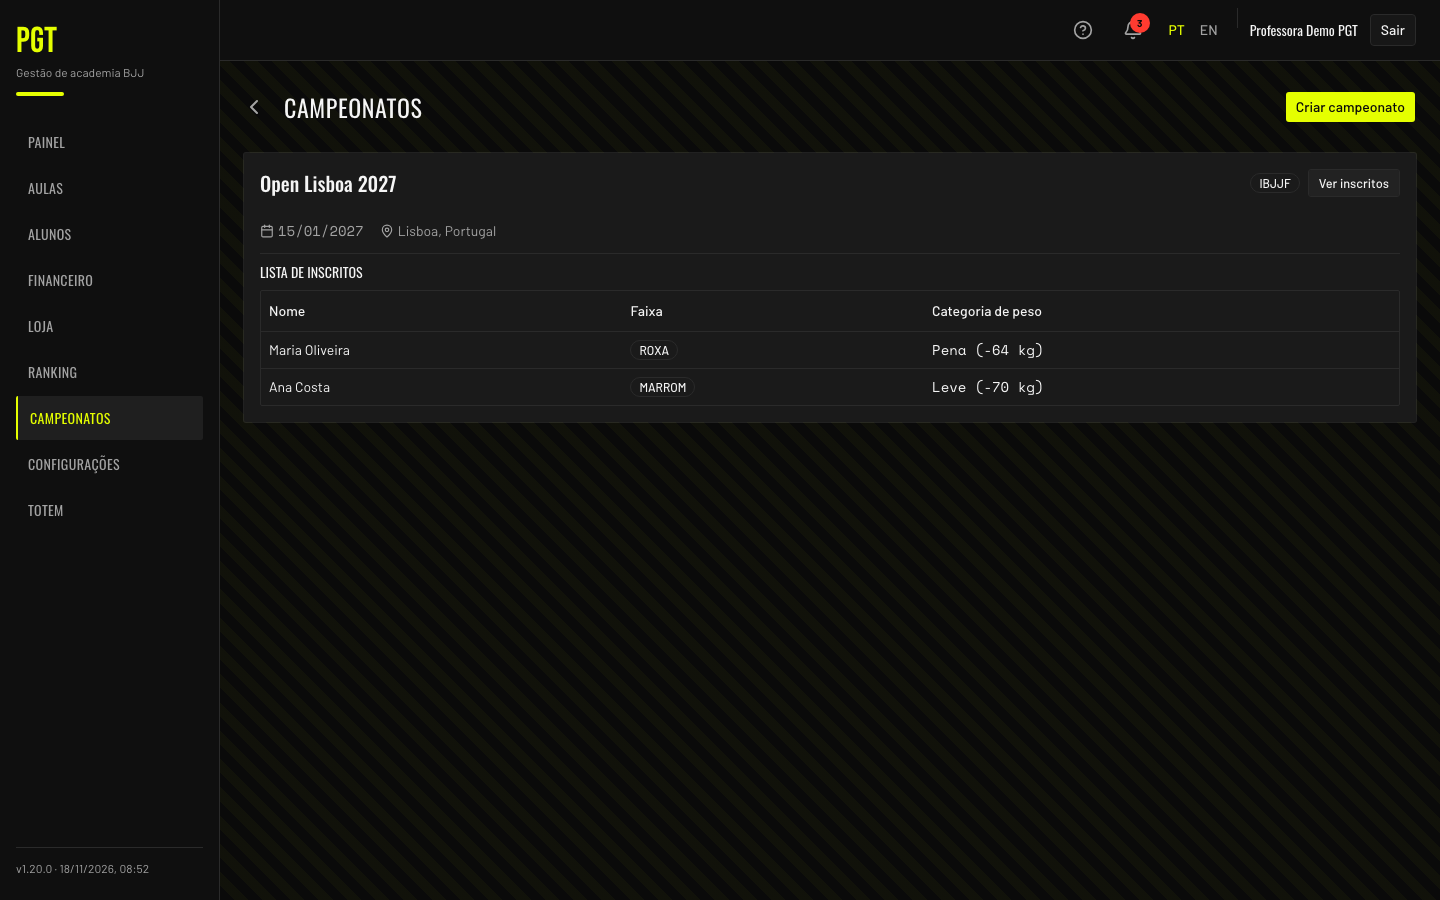 PGT
Gestão de academia BJJ
PAINEL
AULAS
ALUNOS
FINANCEIRO
LOJA
RANKING
CAMPEONATOS
CONFIGURAÇÕES
TOTEM
v1.20.0 · 18/11/2026, 08:52
3
PT EN Professora Demo PGT Sair
CAMPEONATOS Criar campeonato
Open Lisboa 2027 IBJJF Ver inscritos
15/01/2027 Lisboa, Portugal
LISTA DE INSCRITOS
Nome Faixa Categoria de peso
Maria Oliveira ROXA Pena (-64 kg)
Ana Costa MARROM Leve (-70 kg)